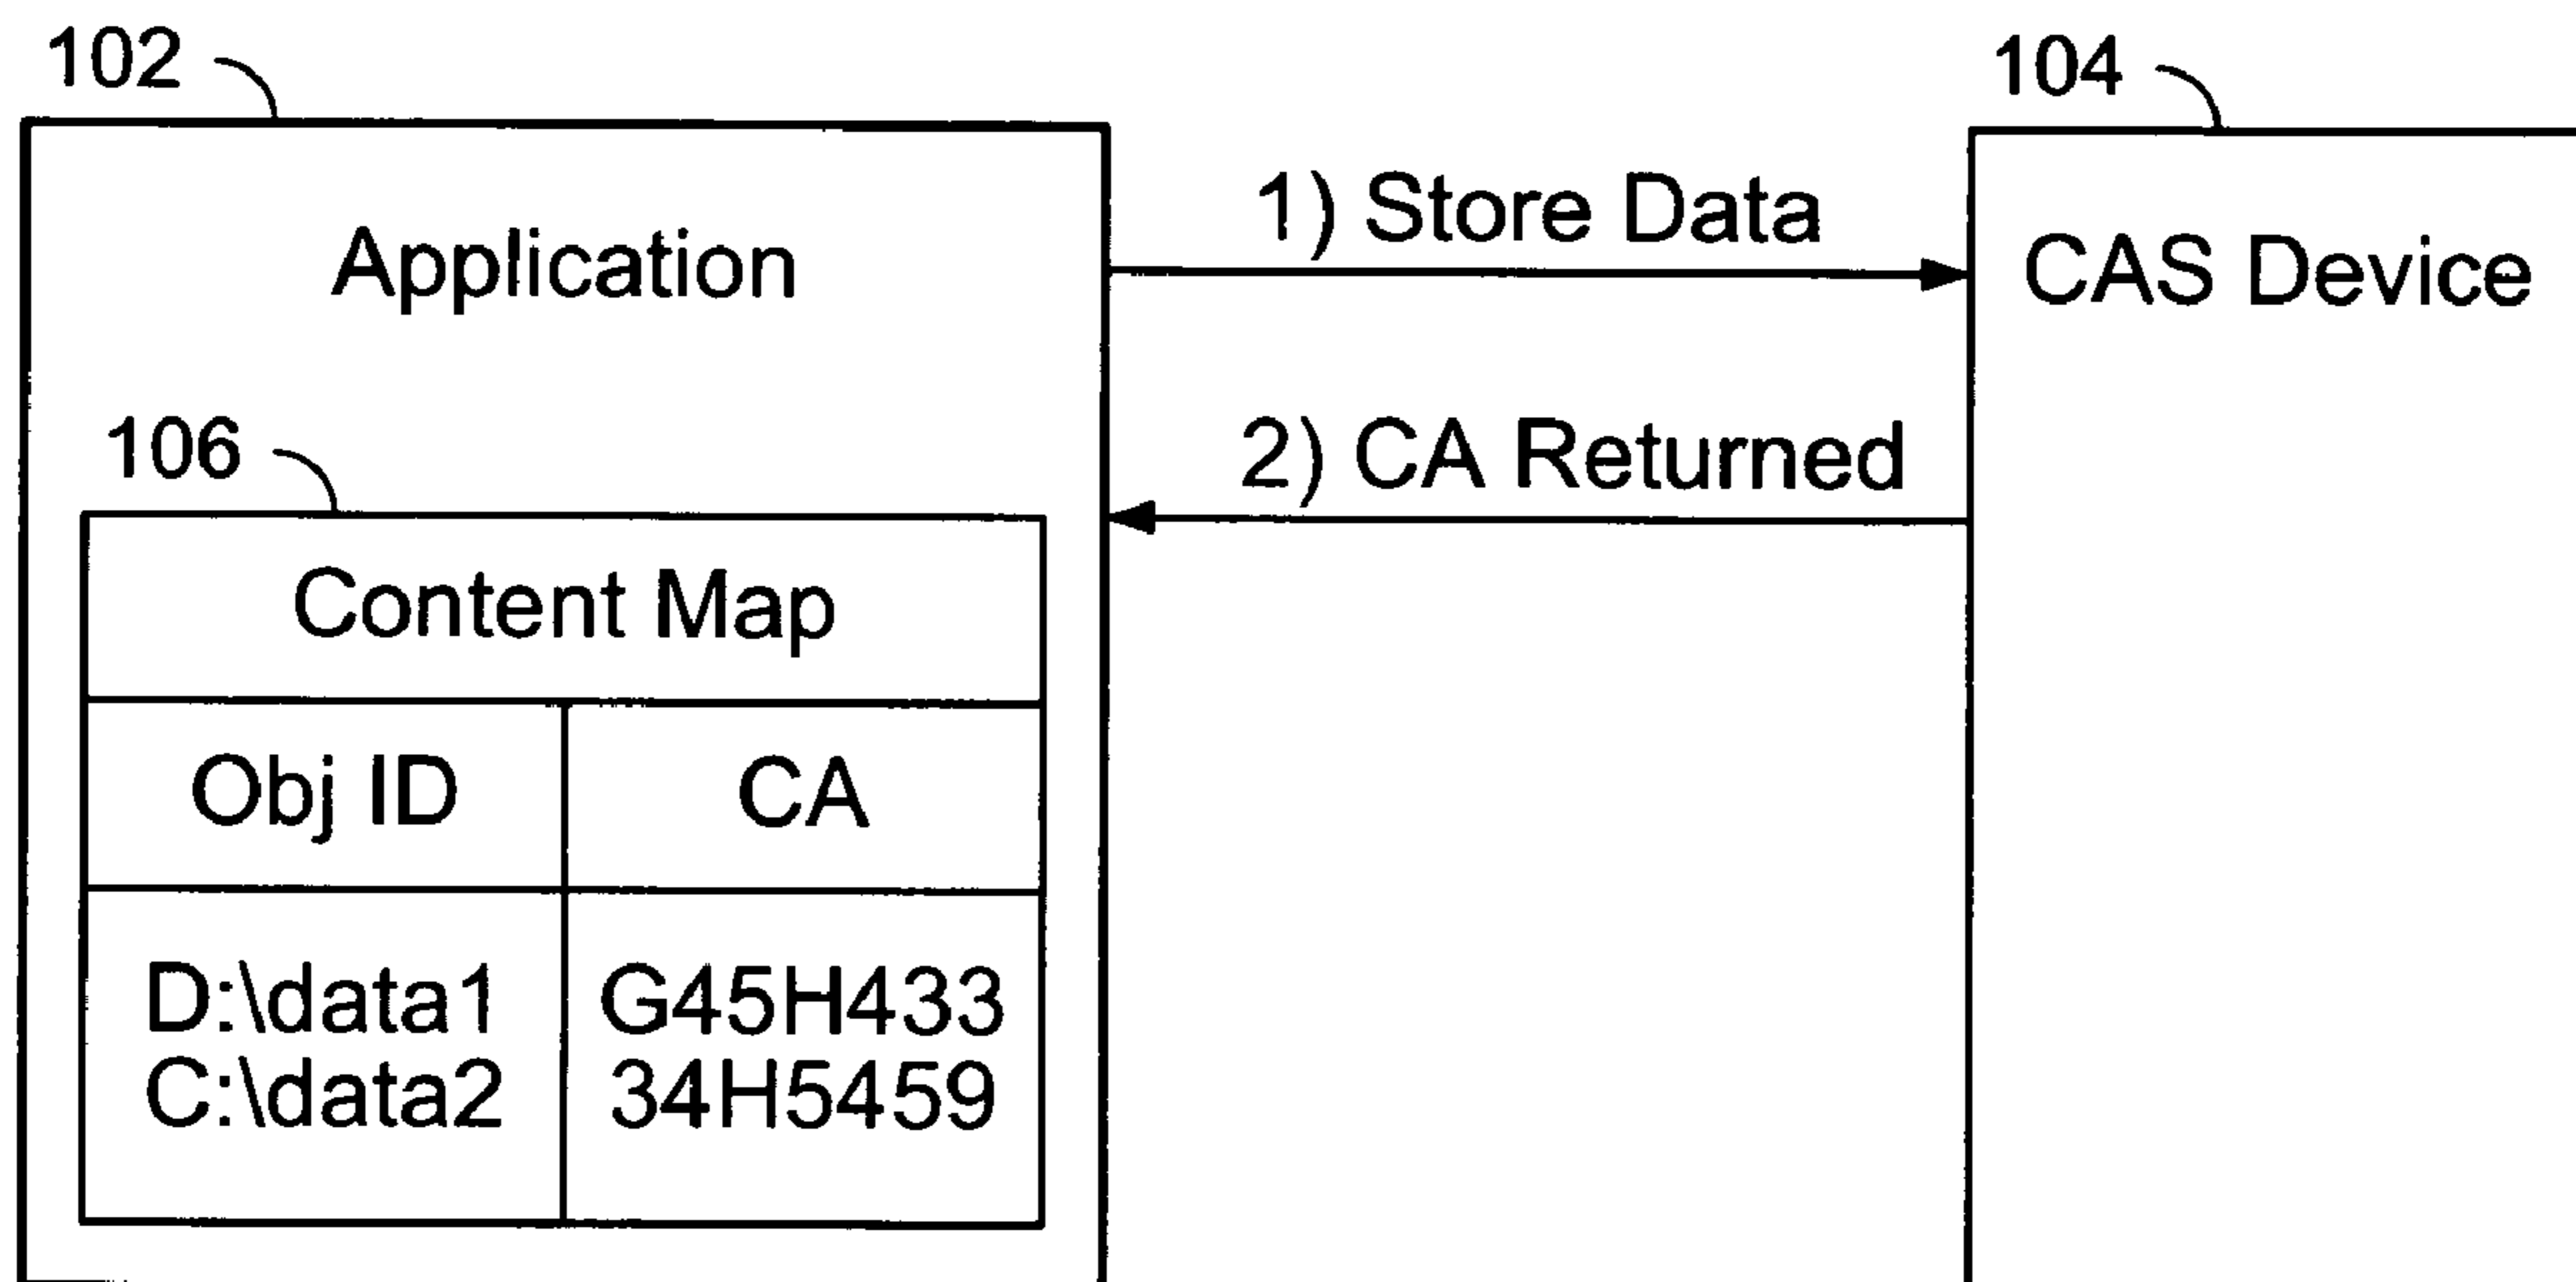 102
104
Application
1) Store Data
CAS Device
2) CA Returned
106
Content Map
Obj ID CA
D:\data1 G45H433
C:\data2 34H5459